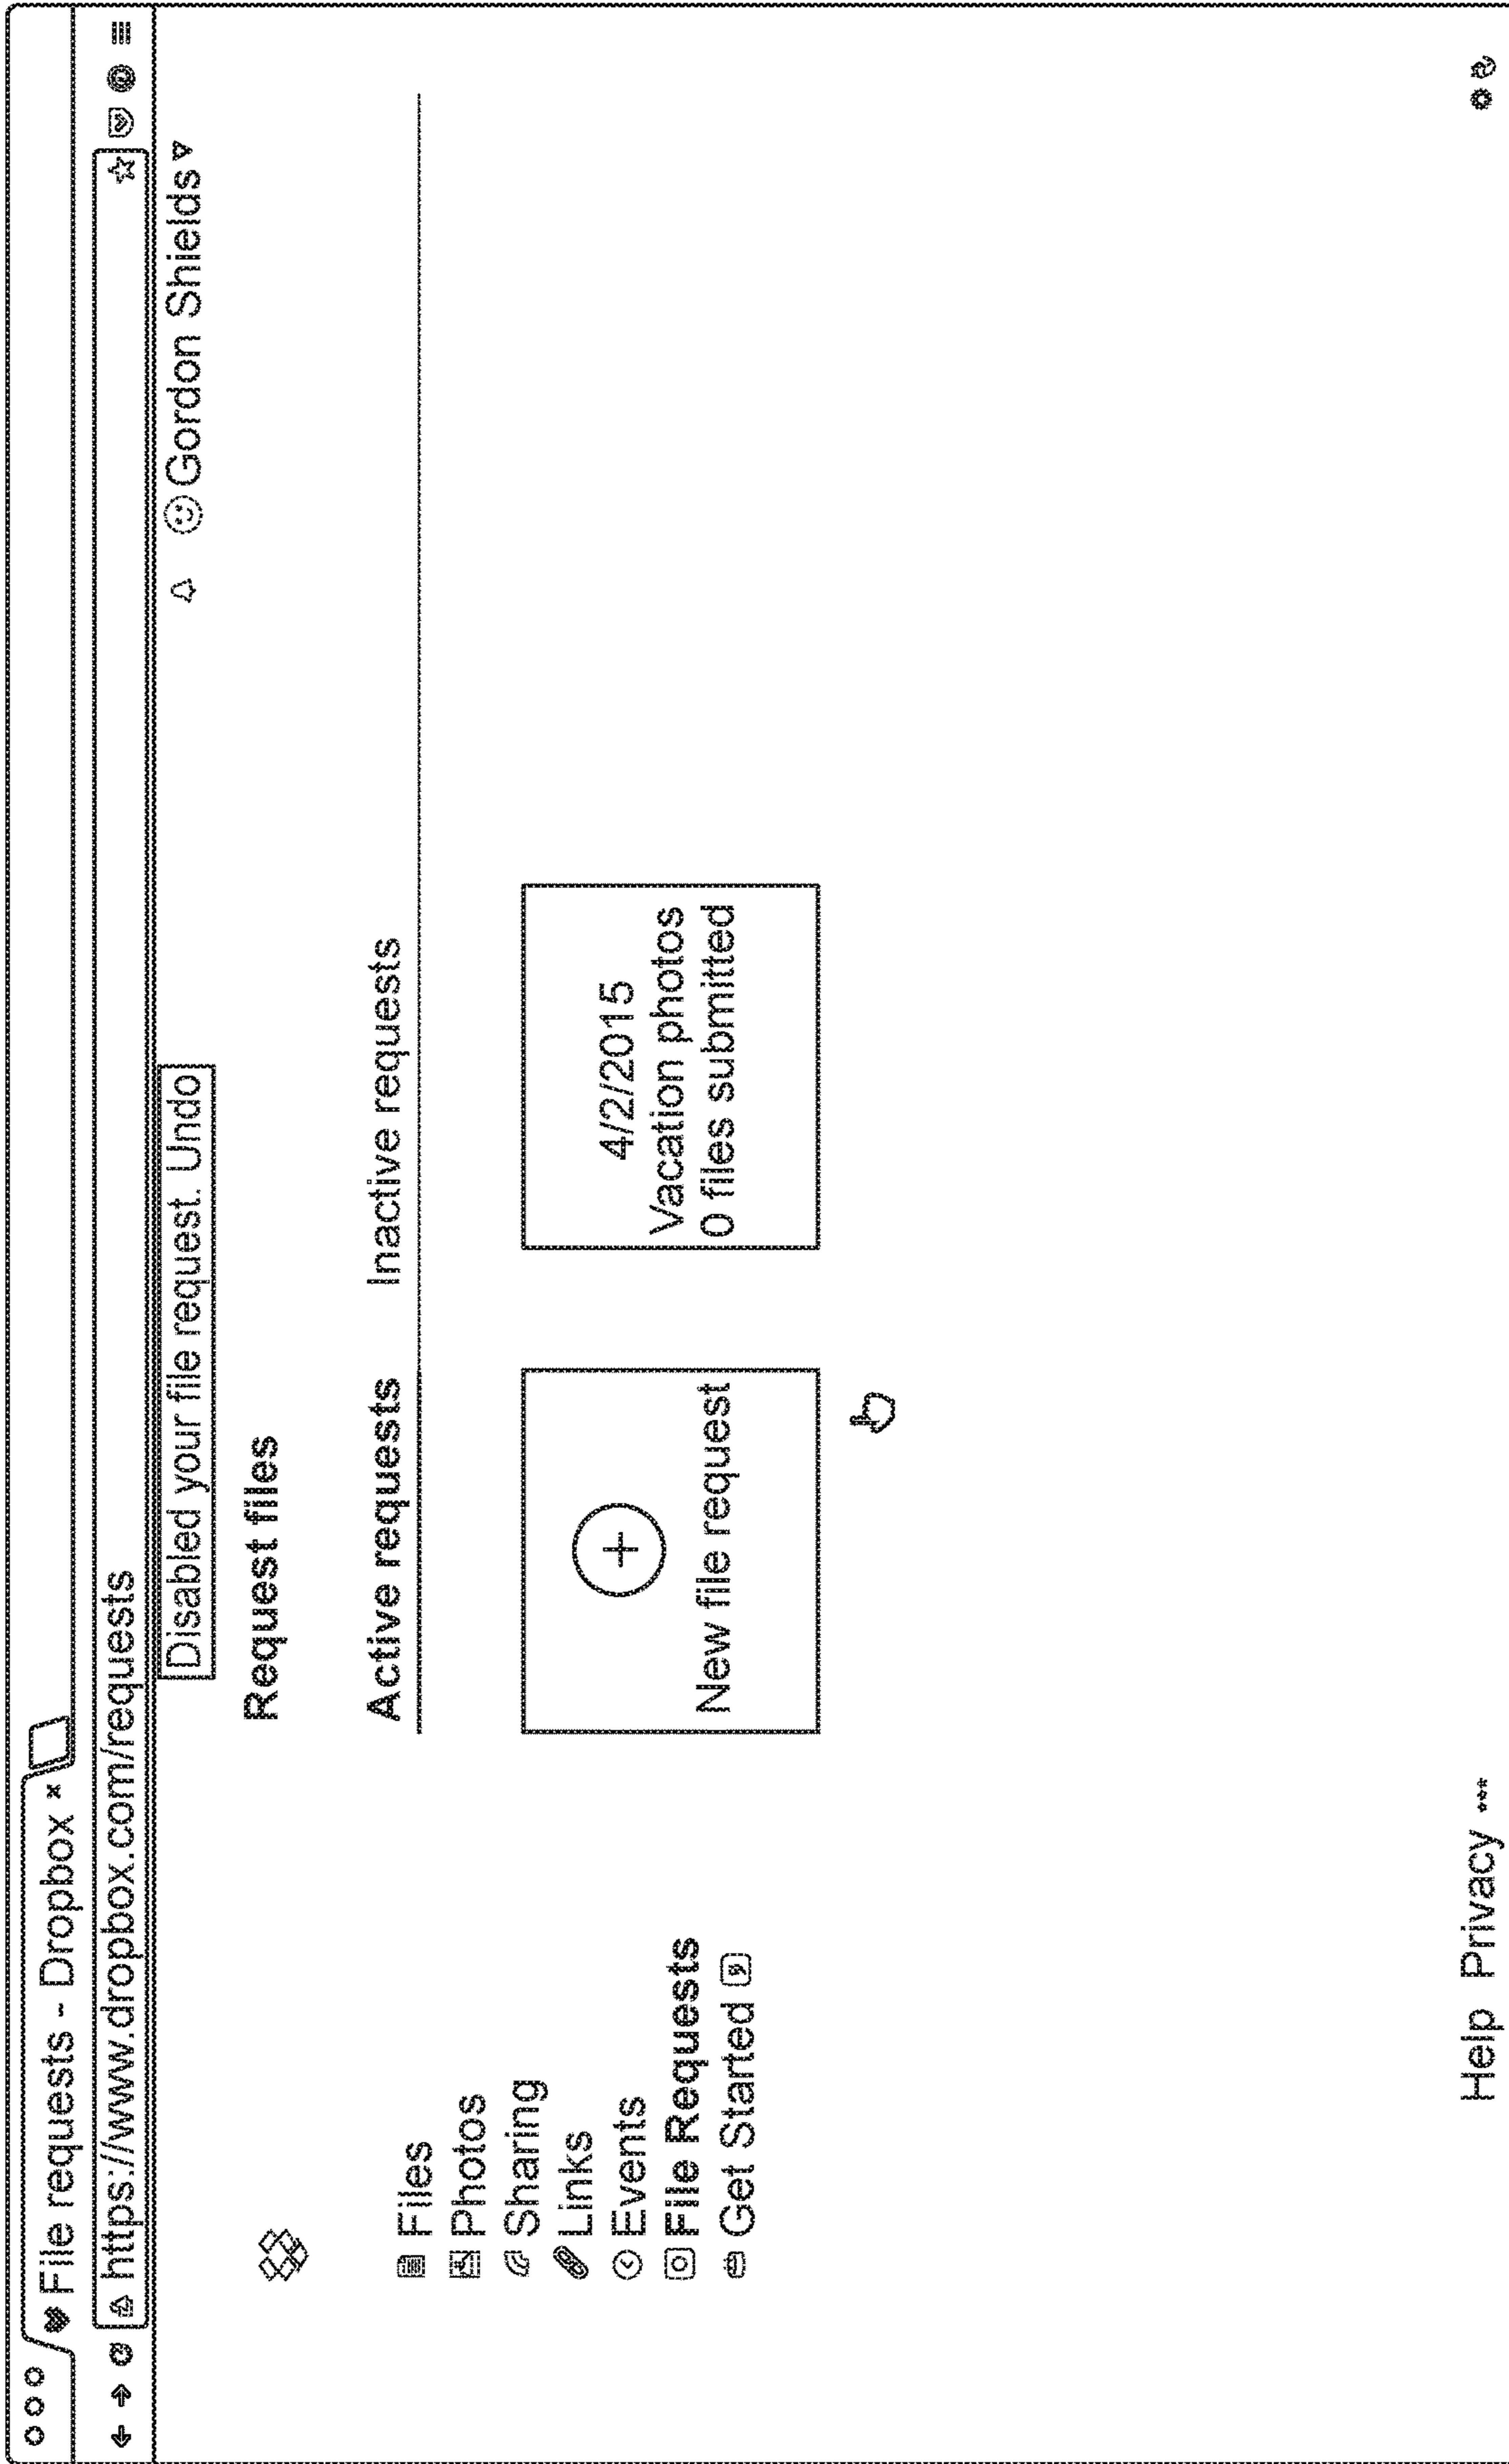 File requests - Dropbox ×
https://www.dropbox.com/requests
Disabled your file request. Undo
Gordon Shields
Request files
Active requests Inactive requests
Files
Photos
Sharing
Links
Events
File Requests
Get Started
New file request
4/2/2015
Vacation photos
0 files submitted
Help Privacy